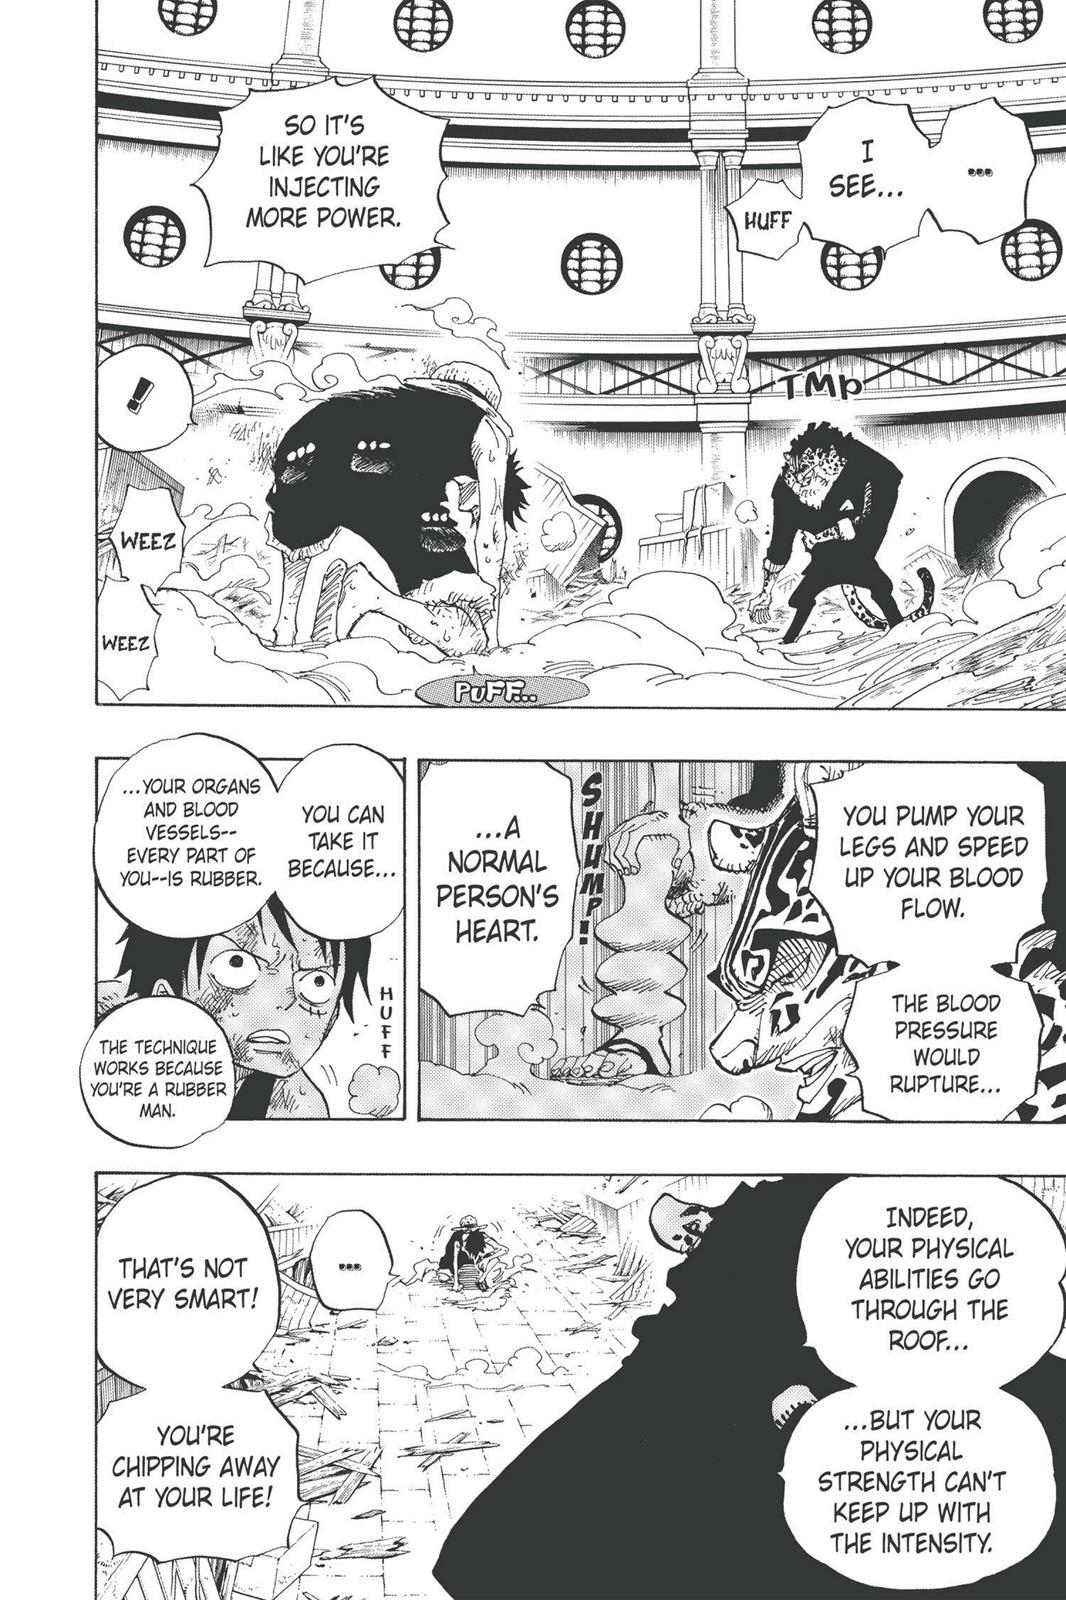 I
SEE...
...
HUFF
SO IT'S
LIKE YOU'RE
INJECTING
MORE POWER.
TMP
!
WEEZ
WEEZ
PUFF...
YOU PUMP YOUR
LEGS AND SPEED
UP YOUR BLOOD
FLOW.
THE BLOOD
PRESSURE
WOULD
RUPTURE...
SHUMP!!
...A
NORMAL
PERSON'S
HEART.
YOU CAN
TAKE IT
BECAUSE...
...YOUR ORGANS
AND BLOOD
VESSELS--
EVERY PART OF
YOU--IS RUBBER.
HUFF
THE TECHNIQUE
WORKS BECAUSE
YOU'RE A RUBBER
MAN.
INDEED,
YOUR PHYSICAL
ABILITIES GO
THROUGH THE
ROOF...
...BUT YOUR
PHYSICAL
STRENGTH CAN'T
KEEP UP WITH
THE INTENSITY.
...
THAT'S NOT
VERY SMART!
YOU'RE
CHIPPING AWAY
AT YOUR LIFE!